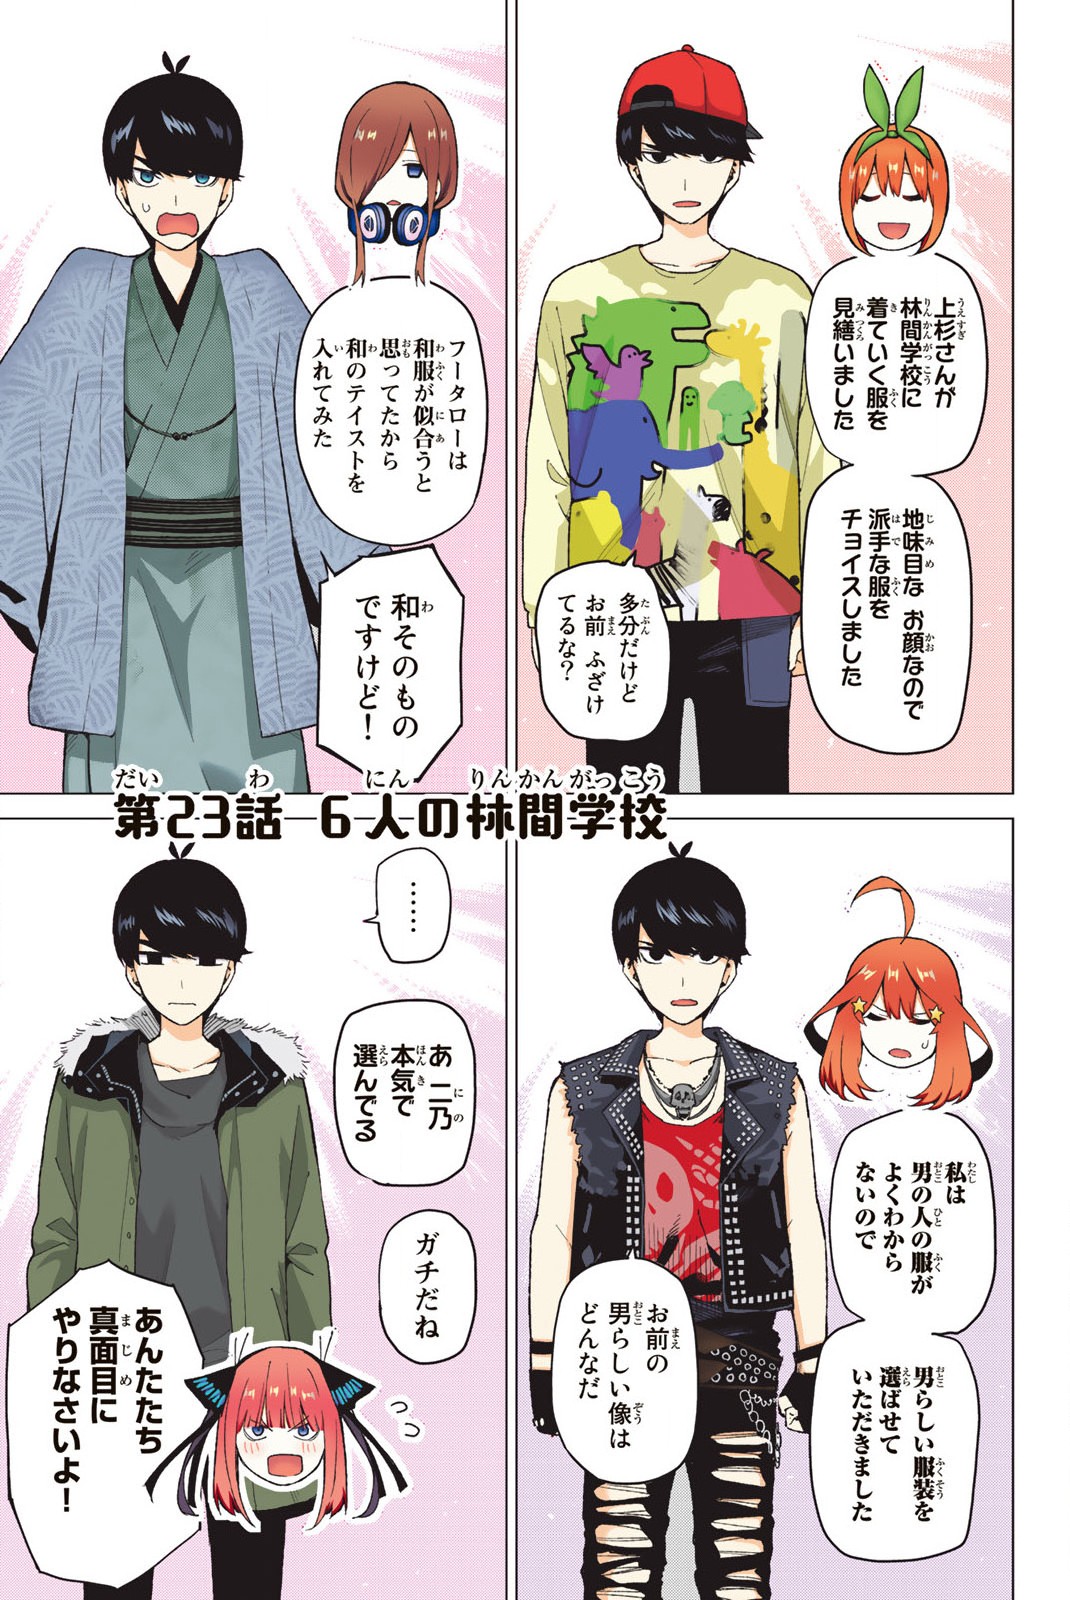 上杉さんが
林間学校に
着ていく服を
見繕いました
地味目な お顔なので
派手な服を
チョイスしました
多分だけど
お前 ふざけ
てるな?
フータローは
和服が似合うと
思ってたから
和のテイストを
入れてみた
和そのもの
ですけど!
第23話 6人の林間学校
私は
男の人の服が
よくわから
ないので
男らしい服装を
選ばせて
いただきました
お前の
男らしい像は
どんなだ
……
あ 二乃
本気で
選んでる
ガチだね
あんたたち
真面目に
やりなさいよ!